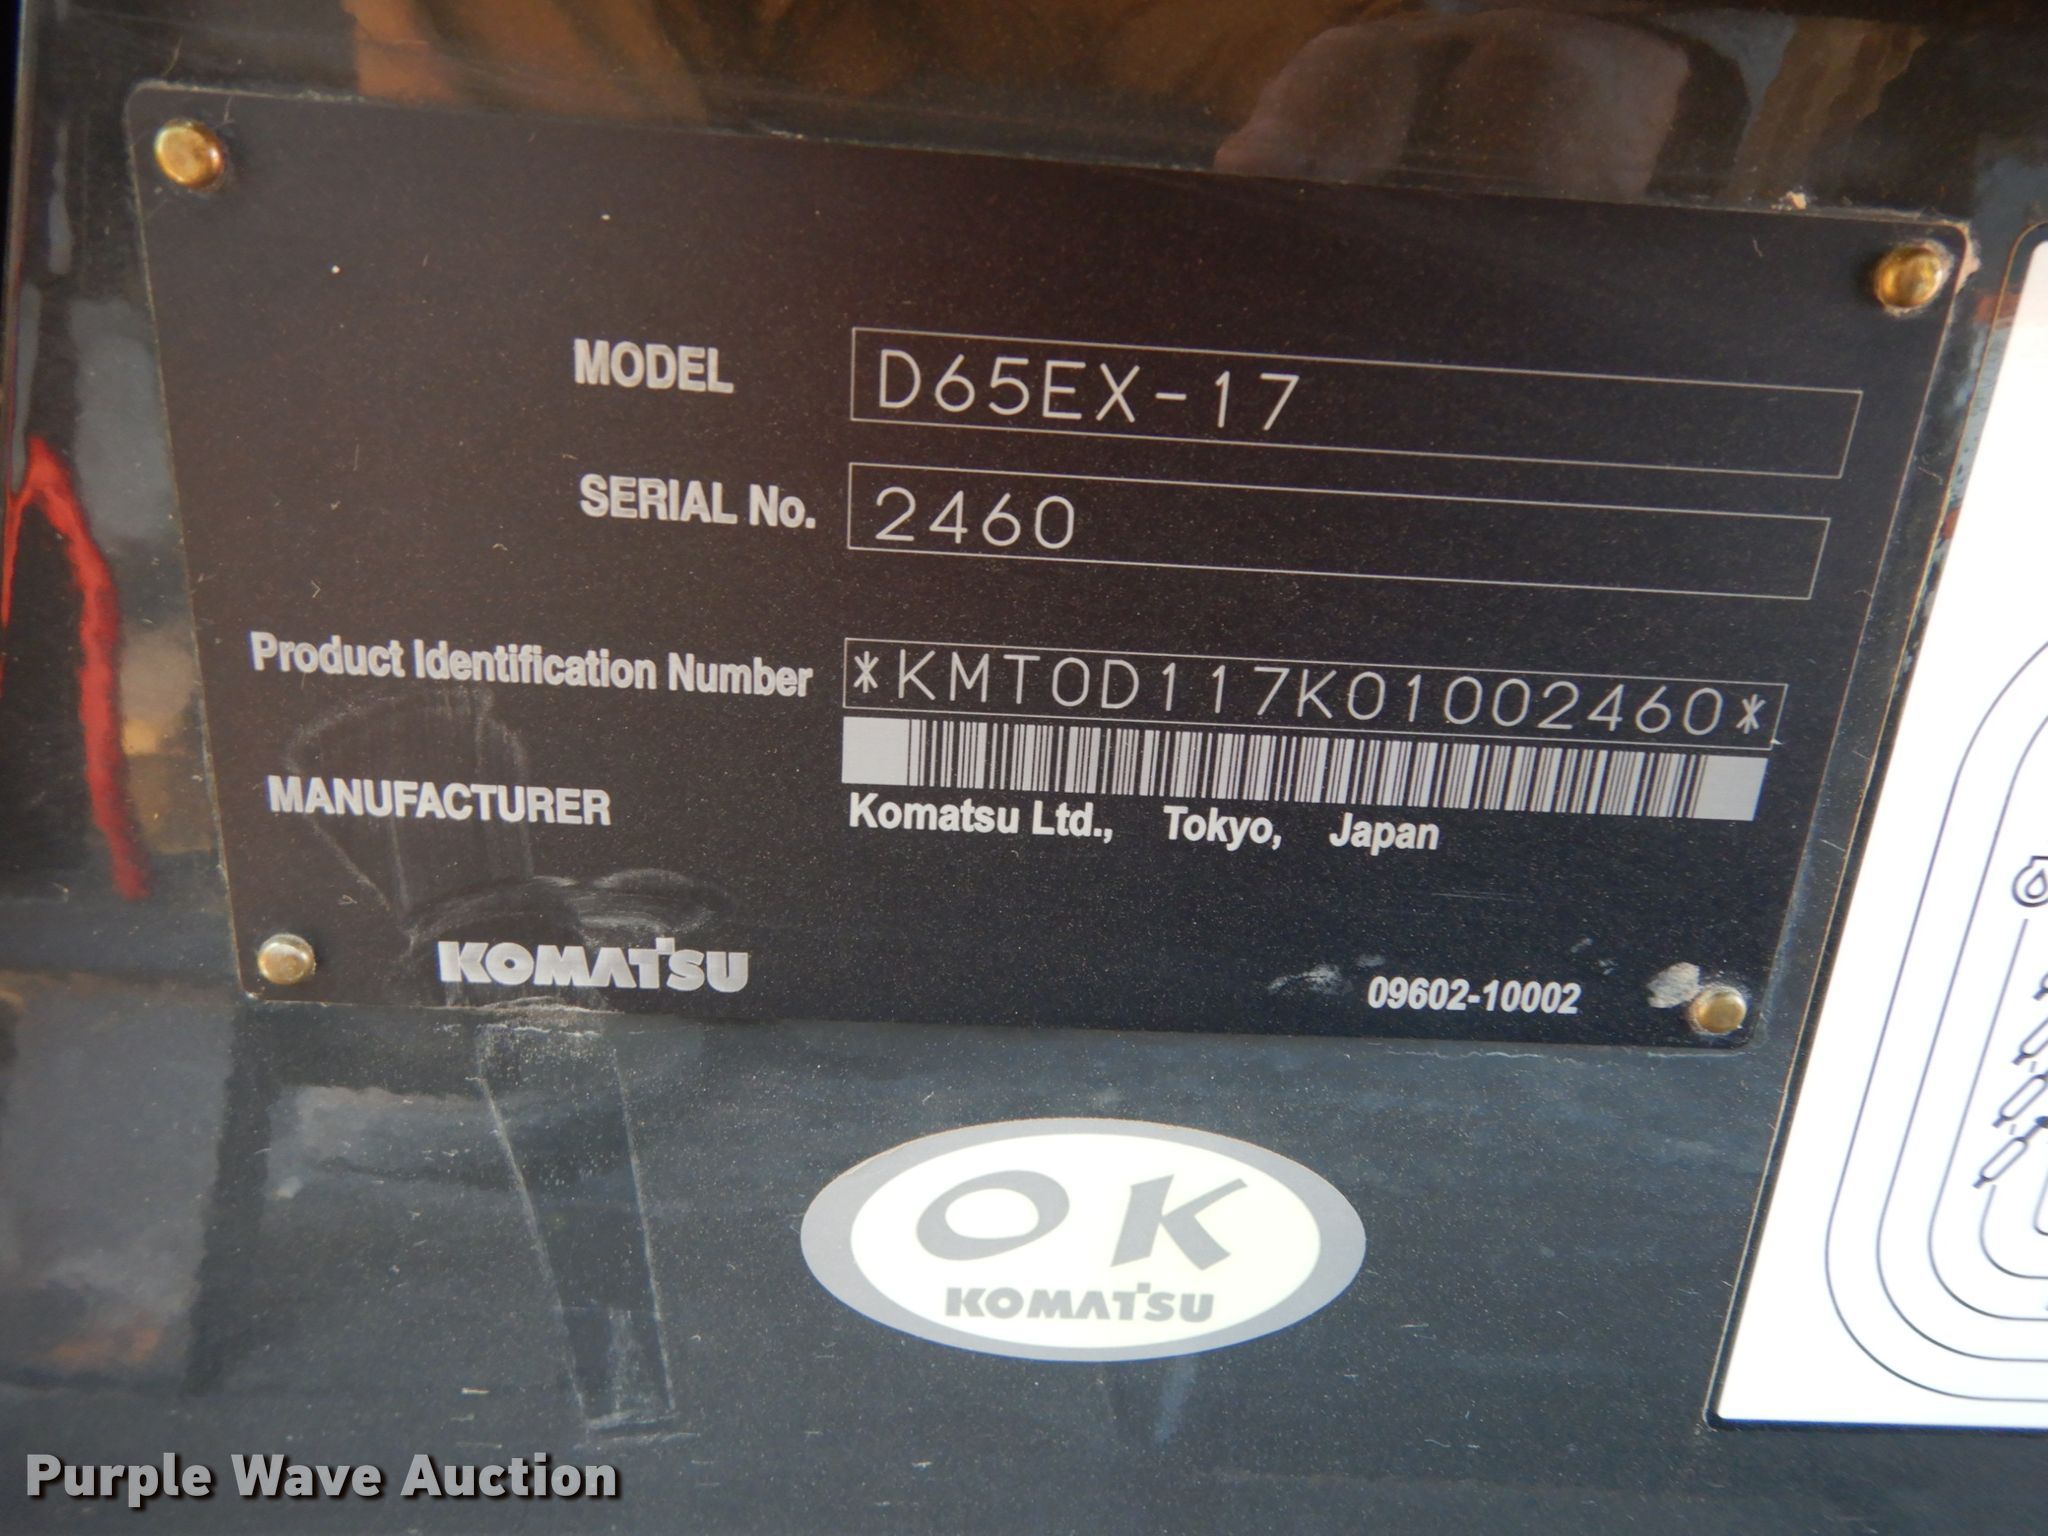 MODEL D65EX-17
SERIAL No. 2460
Product Identification Number *KMT0D117K01002460*
MANUFACTURER Komatsu Ltd., Tokyo, Japan
KOMATSU 09602-10002
OK
KOMATSU
Purple Wave Auction